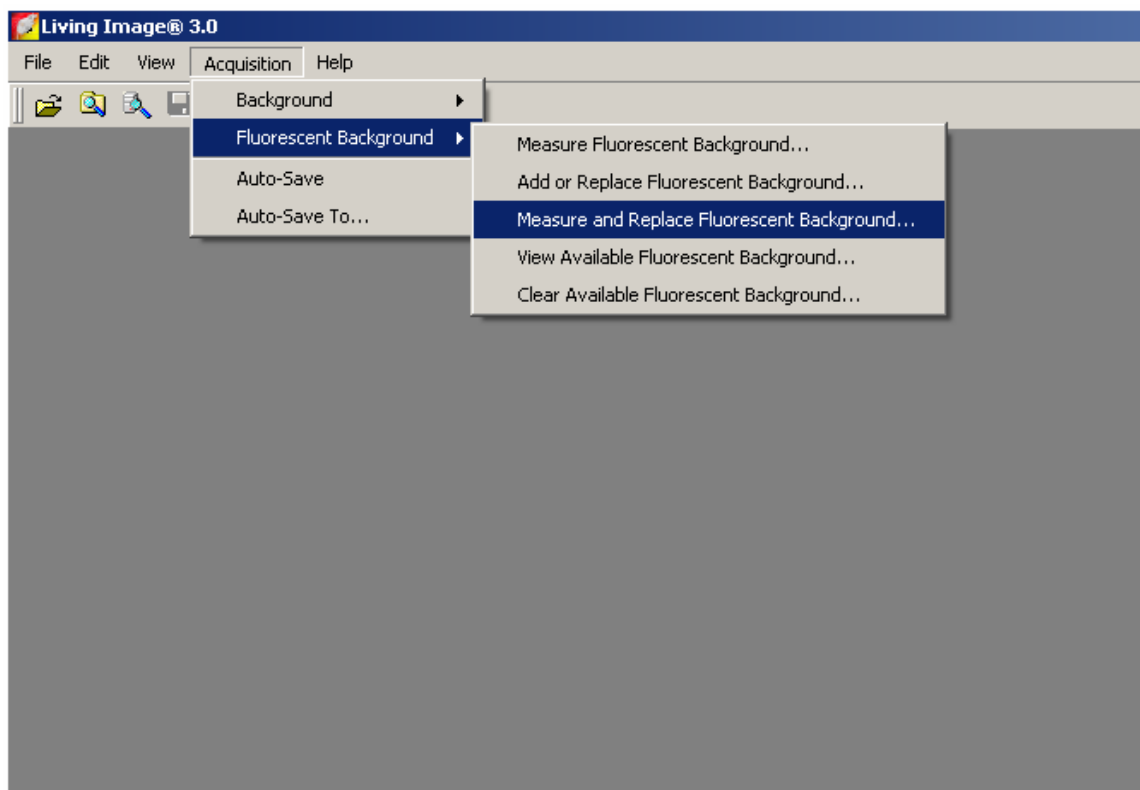 Living Image® 3.0
File Edit View Acquisition Help
Background
Fluorescent Background
Auto-Save
Auto-Save To...
Measure Fluorescent Background...
Add or Replace Fluorescent Background...
Measure and Replace Fluorescent Background...
View Available Fluorescent Background...
Clear Available Fluorescent Background...